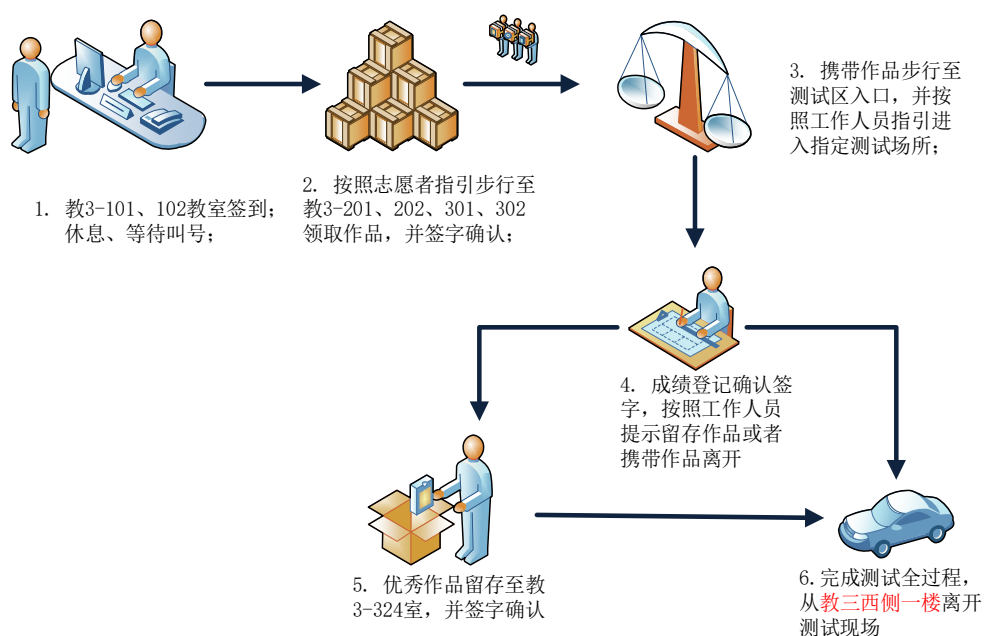 1. 教3-101、102教室签到;
休息、等待叫号;
2. 按照志愿者指引步行至
教3-201、202、301、302
领取作品，并签字确认;
3. 携带作品步行至
测试区入口，并按
照工作人员指引进
入指定测试场所;
4. 成绩登记确认签
字，按照工作人员
提示留存作品或者
携带作品离开
5. 优秀作品留存至教
3-324室，并签字确认
6.完成测试全过程，
从教三西侧一楼离开
测试现场